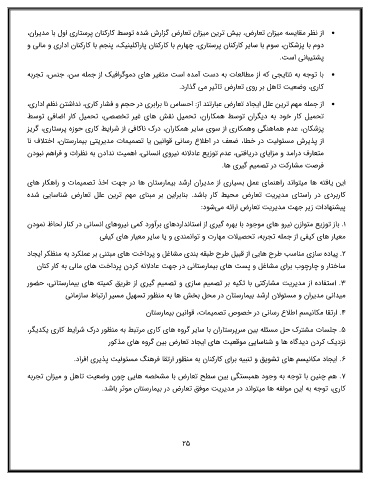 • از نظر مقایسه میزان تعارض، بیش ترین میزان تعارض گزارش شده توسط کارکنان پرستاری اول با مدیران،
دوم با پزشکان، سوم با سایر کارکنان پرستاری، چهارم با کارکنان پاراکلینیک، پنجم با کارکنان اداری و مالی و
پشتیبانی است.
• با توجه به نتایجی که از مطالعات به دست آمده است متغیر های دموگرافیک از جمله سن، جنس، تجربه
کاری، وضعیت تاهل بر روی تعارض تاثیر می گذارد.
• از جمله مهم ترین علل ایجاد تعارض عبارتند از: احساس نا برابری در حجم و فشار کاری، نداشتن نظم اداری،
تحمیل کار خود به دیگران توسط همکاران، تحمیل نقش های غیر تخصصی، تحمیل کار اضافی توسط
پزشکان، عدم هماهنگی وهمکاری از سوی سایر همکاران، درک ناکافی از شرایط کاری حوزه پرستاری، گریز
از پذیرش مسئولیت در خطا، ضعف در اطلاع رسانی قوانین یا تصمیمات مدیریتی بیمارستان، اختلاف نا
متعارف درآمد و مزایای دریافتی، عدم توزیع عادلانه نیروی انسانی، اهمیت ندادن به نظرات و فراهم نبودن
فرصت مشارکت در تصمیم گیری ها.
این یافته ها میتواند راهنمای عمل بسیاری از مدیران ارشد بیمارستان ها در جهت اخذ تصمیمات و راهکار های
کاربردی در راستای مدیریت تعارض محیط کار باشد. بنابراین بر مبنای مهم ترین علل تعارض شناسایی شده
پیشنهادات زیر جهت مدیریت تعارض ارائه می‌شود:
۱. باز توزیع متوازن نیرو های موجود با بهره گیری از استانداردهای برآورد کمی نیروهای انسانی در کنار لحاظ نمودن
معیار های کیفی از جمله تجربه، تحصیلات مهارت و توانمندی و یا سایر معیار های کیفی
۲. پیاده سازی مناسب طرح هایی از قبیل طرح طبقه بندی مشاغل و پرداخت های مبتنی بر عملکرد به منظکر ایجاد
ساختار و چارچوب برای مشاغل و پست های بیمارستانی در جهت عادلانه کردن پرداخت های مالی به کار کنان
۳. استفاده از مدیریت مشارکتی با تکیه بر تصمیم سازی و تصمیم گیری از طریق کمیته های بیمارستانی، حضور
میدانی مدیران و مسئولان ارشد بیمارستان در محل بخش ها به منظور تسهیل مسیر ارتباط سازمانی
۴. ارتقا مکانیسم اطلاع رسانی در خصوص تصمیمات، قوانین بیمارستان
۵. جلسات مشترک حل مسئله بین سرپرستاران با سایر گروه های کاری مرتبط به منظور درک شرایط کاری یکدیگر،
نزدیک کردن دیدگاه ها و شناسایی موقعیت های ایجاد تعارض بین گروه های مذکور
۶. ایجاد مکانیسم های تشویق و تنبیه برای کارکنان به منظور ارتقا فرهنگ مسئولیت پذیری افراد.
۷. هم چنین با توجه به وجود همبستگی بین سطح تعارض با مشخصه هایی چون وضعیت تاهل و میزان تجربه
کاری، توجه به این مولفه ها میتواند در مدیریت موفق تعارض در بیمارستان موثر باشد.
۲۵